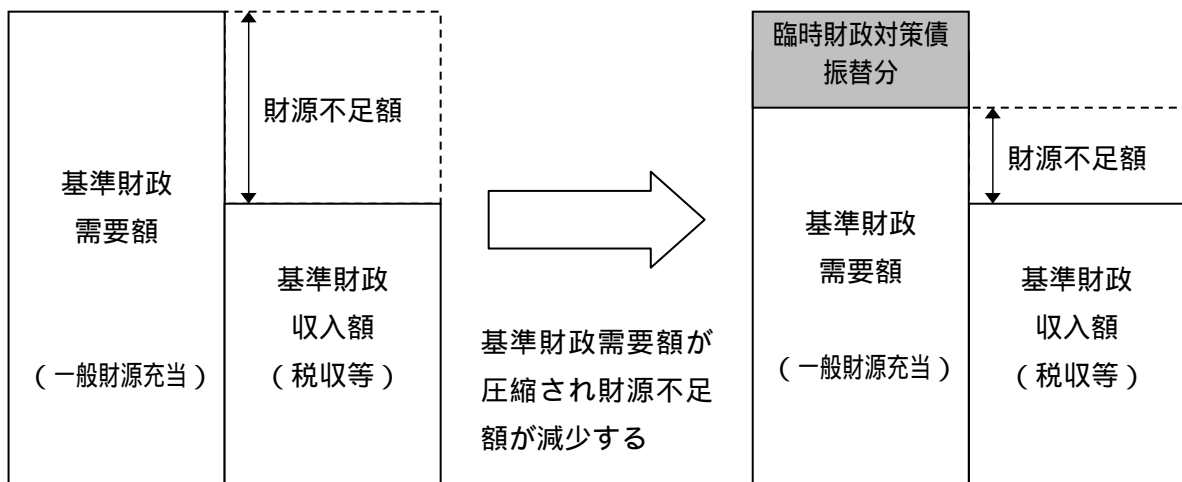 財源不足額
基準財政
需要額
(一般財源充当)
基準財政
収入額
(税収等)
基準財政需要額が
圧縮され財源不足
額が減少する
臨時財政対策債
振替分
財源不足額
基準財政
需要額
(一般財源充当)
基準財政
収入額
(税収等)